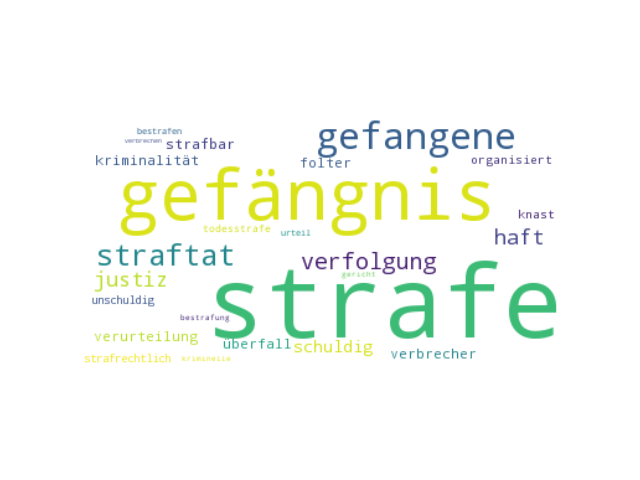 bestrafen
verbrechen strafbar gefangene
kriminalität folter organisiert
gefängnis
todesstrafe urteil knast
haft
straftat verfolgung
justiz gericht
unschuldig strafe
bestrafung
verurteilung überfall schuldig
strafrechtlich kriminelle verbrecher